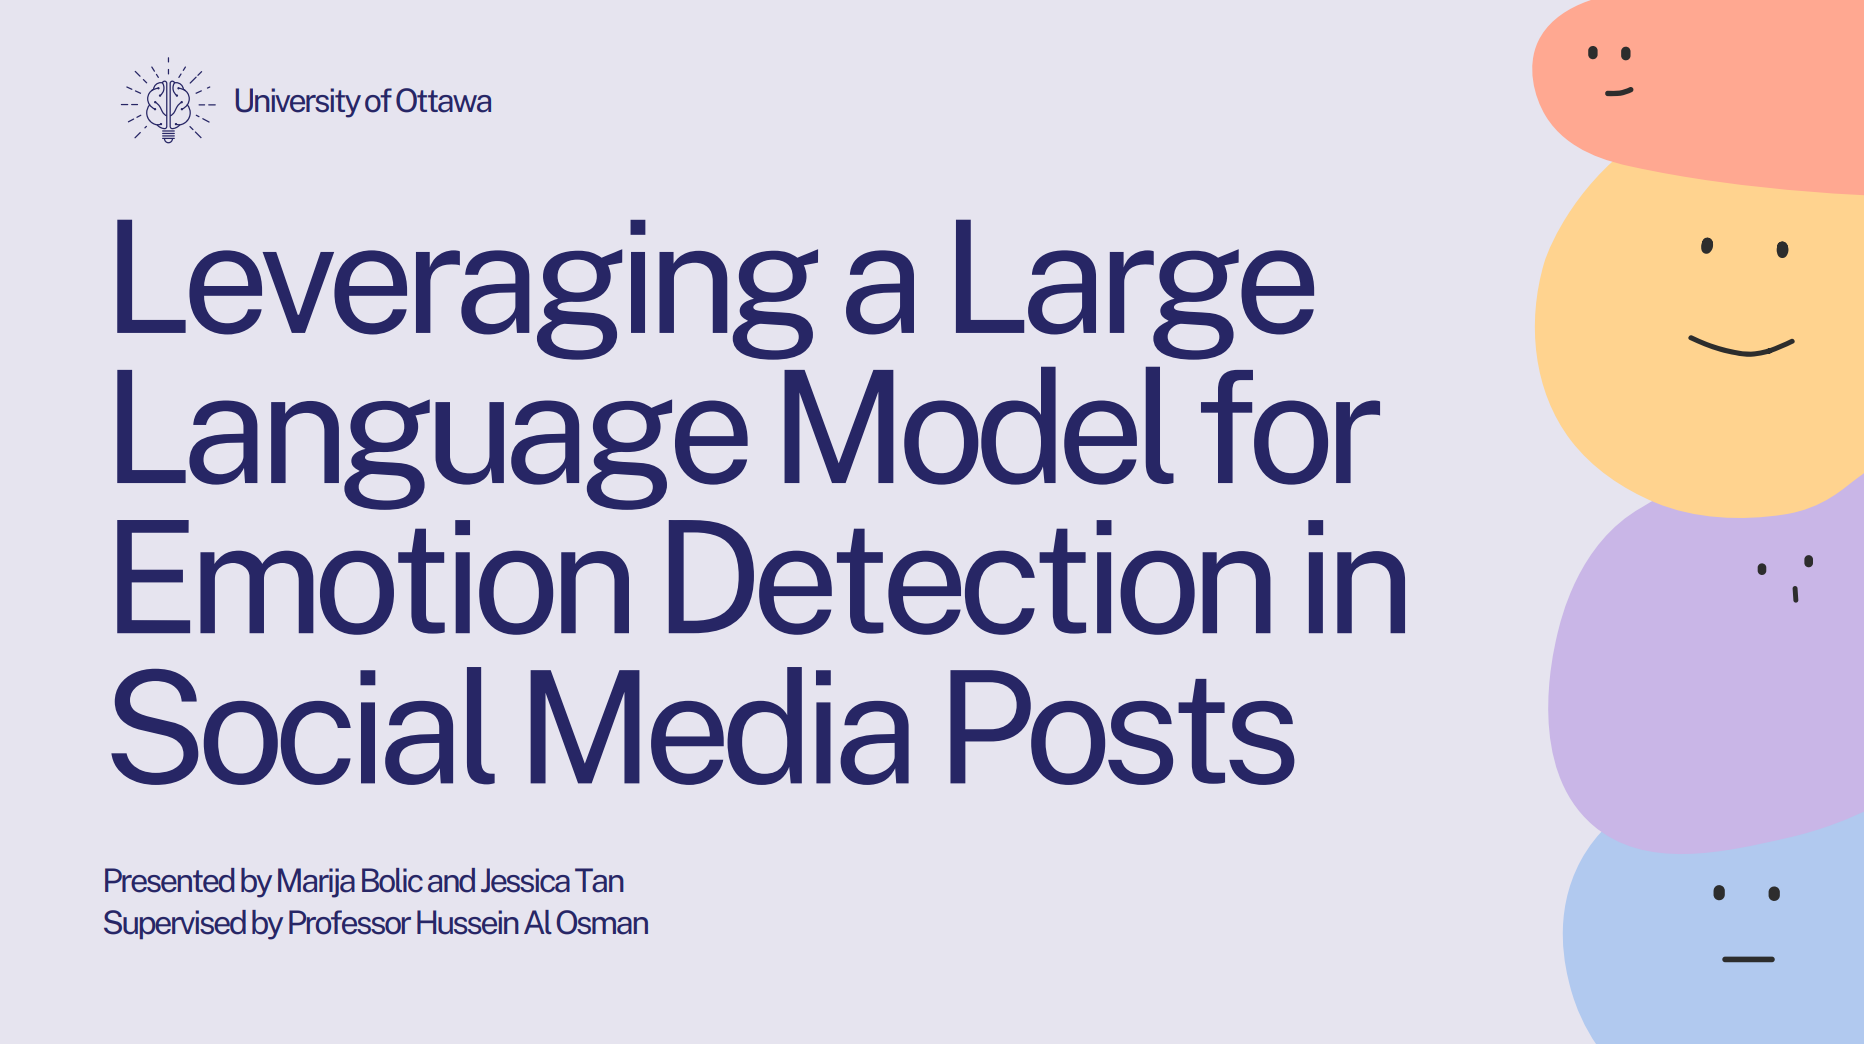 University of Ottawa
Leveraging a Large
Language Model for
Emotion Detection in
Social Media Posts
Presented by Marija Bolic and Jessica Tan
Supervised by Professor Hussein Al Osman